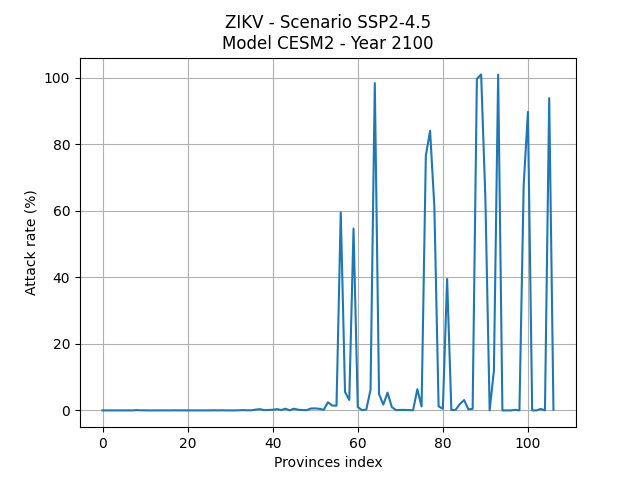 ZIKV - Scenario SSP2-4.5
Model CESM2 - Year 2100
100
80
60
40
20
0
Attack rate (%)
0 20 40 60 80 100
Provinces index